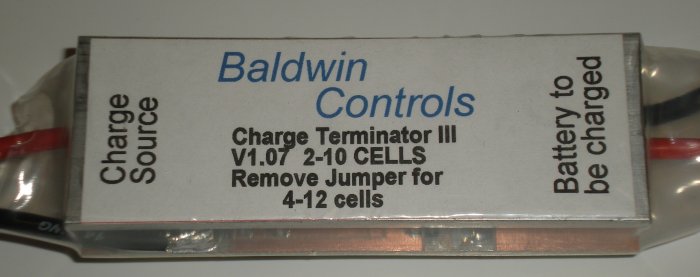 Charge
Source
Baldwin
Controls
Charge Terminator III
V1.07 2-10 CELLS
Remove Jumper for
4-12 cells
Battery to
be charged